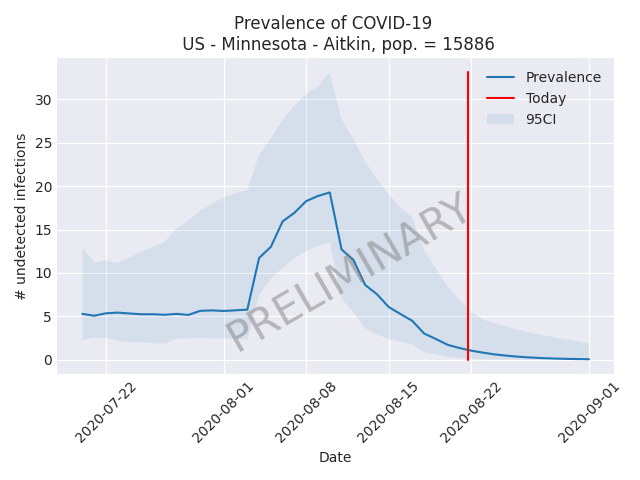 Prevalence of COVID-19
US - Minnesota - Aitkin, pop. = 15886
Prevalence
Today
95CI
# undetected infections
30
25
20
15
10
5
0
PRELIMINARY
2020-07-22
2020-08-01
2020-08-08
2020-08-15
2020-08-22
2020-09-01
Date